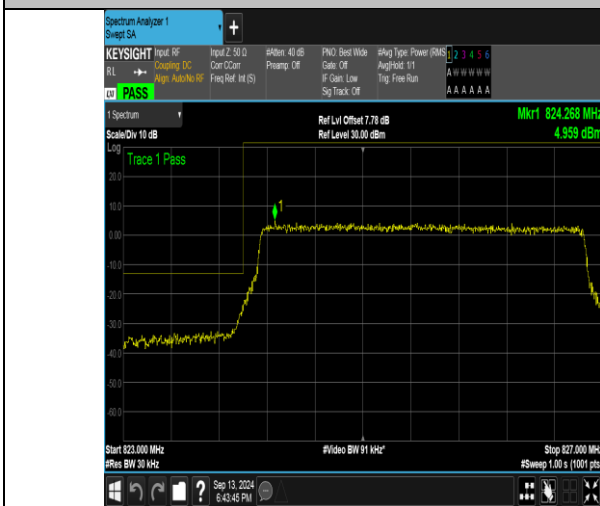 Spectrum Analyzer 1
Swept SA
+
KEYSIGHT Input: RF Input Z: 50 Ω #Atten: 40 dB PNO: Best Wide #Avg Type: Power (RMS 1 2 3 4 5 6
RL Coupling: DC Corr CCorr Preamp: Off Gate: Off Avg|Hold: 1/1 A W W W W W
Align: Auto/No RF Freq Ref: Int (S) IF Gain: Low Trig: Free Run
LXI PASS Sig Track: Off A A A A A A
1 Spectrum Ref Lvl Offset 7.78 dB Mkr1 824.268 MHz
Scale/Div 10 dB Ref Level 30.00 dBm 4.959 dBm
Log
Trace 1 Pass
20.0
10.0
1
0.00
-10.0
-20.0
-30.0
-40.0
-50.0
-60.0
Start 823.000 MHz #Video BW 91 kHz* Stop 827.000 MHz
#Res BW 30 kHz #Sweep 1.00 s (1001 pts
? Sep 13, 2024
6:43:45 PM